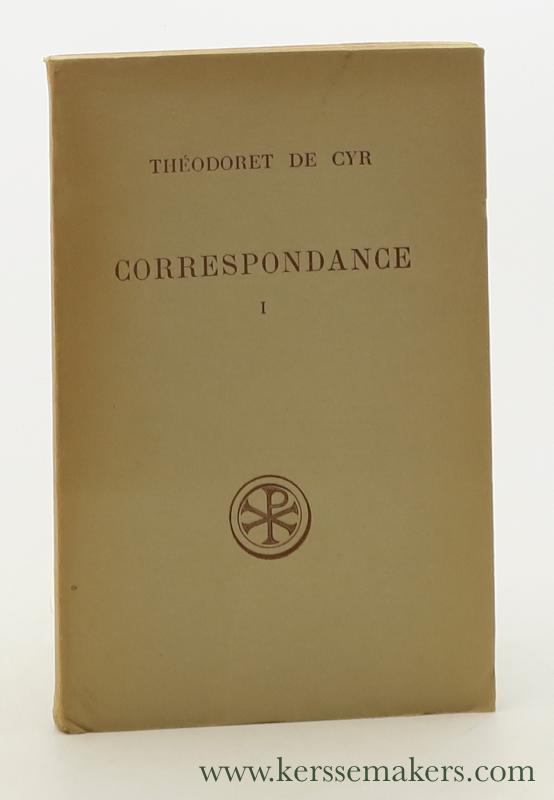 THÉODORET DE CYR
CORRESPONDANCE
I
www.kerssemakers.com